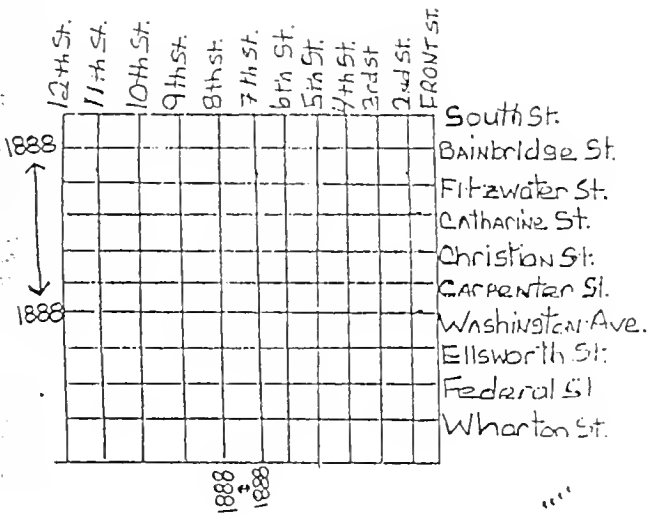 12th St.
11th St.
10th St.
9th St.
8th St.
7th St.
6th St.
5th St.
4th St.
3rd St
2nd St.
FRONT ST.
South St.
1888
BAINbridge St.
Fitzwater St.
CAthArine St.
Christian St.
CArpenter St.
1888
WAshington Ave.
Ellsworth St.
Federal St
Wharton St.
1888
1888